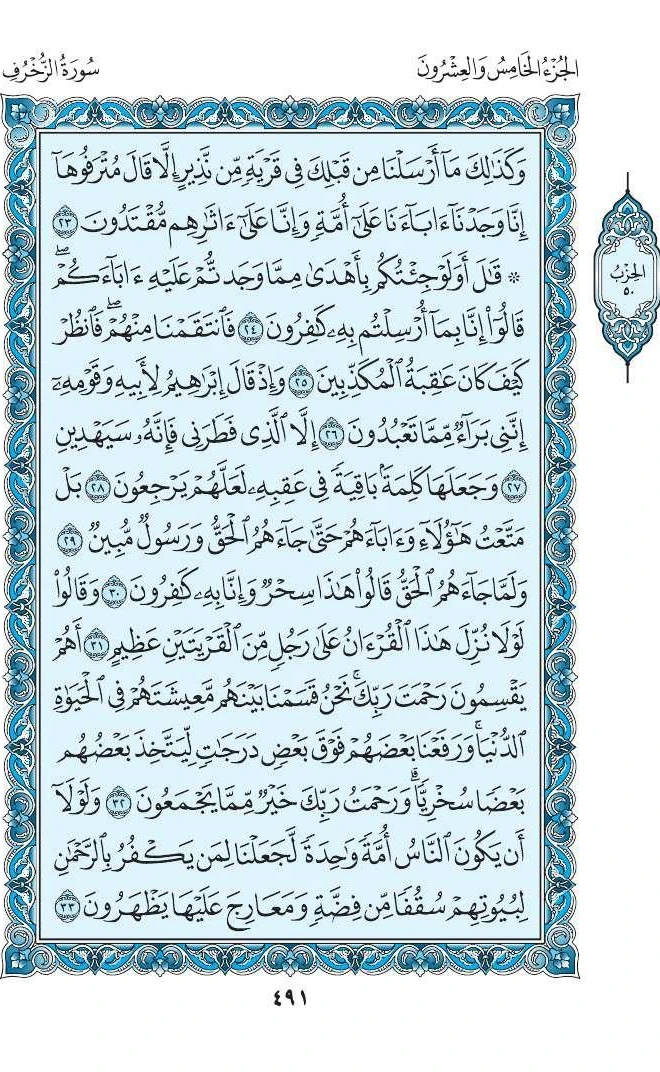 الجُزْءُ الخَامِسُ وَالعِشْرُونَ
سُورَةُ الزُّخْرُفِ
وَكَذَٰلِكَ مَآ أَرْسَلْنَا مِن قَبْلِكَ فِى قَرْيَةٍ مِّن نَّذِيرٍ إِلَّا قَالَ مُتْرَفُوهَآ
إِنَّا وَجَدْنَآ ءَابَآءَنَا عَلَىٰٓ أُمَّةٍ وَإِنَّا عَلَىٰٓ ءَاثَٰرِهِم مُّقْتَدُونَ ٢٣
۞ قَٰلَ أَوَلَوْ جِئْتُكُم بِأَهْدَىٰ مِمَّا وَجَدتُّمْ عَلَيْهِ ءَابَآءَكُمْ ۖ
قَالُوٓا۟ إِنَّا بِمَآ أُرْسِلْتُم بِهِۦ كَٰفِرُونَ ٢٤ فَٱنتَقَمْنَا مِنْهُمْ ۖ فَٱنظُرْ
كَيْفَ كَانَ عَٰقِبَةُ ٱلْمُكَذِّبِينَ ٢٥ وَإِذْ قَالَ إِبْرَٰهِيمُ لِأَبِيهِ وَقَوْمِهِۦٓ
إِنَّنِى بَرَآءٌ مِّمَّا تَعْبُدُونَ ٢٦ إِلَّا ٱلَّذِى فَطَرَنِى فَإِنَّهُۥ سَيَهْدِينِ
٢٧ وَجَعَلَهَا كَلِمَةًۢ بَاقِيَةً فِى عَقِبِهِۦ لَعَلَّهُمْ يَرْجِعُونَ ٢٨ بَلْ
مَتَّعْتُ هَٰٓؤُلَآءِ وَءَابَآءَهُمْ حَتَّىٰ جَآءَهُمُ ٱلْحَقُّ وَرَسُولٌ مُّبِينٌ ٢٩
وَلَمَّا جَآءَهُمُ ٱلْحَقُّ قَالُوا۟ هَٰذَا سِحْرٌ وَإِنَّا بِهِۦ كَٰفِرُونَ ٣٠ وَقَالُوا۟
لَوْلَا نُزِّلَ هَٰذَا ٱلْقُرْءَانُ عَلَىٰ رَجُلٍ مِّنَ ٱلْقَرْيَتَيْنِ عَظِيمٍ ٣١ أَهُمْ
يَقْسِمُونَ رَحْمَتَ رَبِّكَ ۚ نَحْنُ قَسَمْنَا بَيْنَهُم مَّعِيشَتَهُمْ فِى ٱلْحَيَوٰةِ
ٱلدُّنْيَا ۚ وَرَفَعْنَا بَعْضَهُمْ فَوْقَ بَعْضٍ دَرَجَٰتٍ لِّيَتَّخِذَ بَعْضُهُم
بَعْضًا سُخْرِيًّا ۗ وَرَحْمَتُ رَبِّكَ خَيْرٌ مِّمَّا يَجْمَعُونَ ٣٢ وَلَوْلَآ
أَن يَكُونَ ٱلنَّاسُ أُمَّةً وَٰحِدَةً لَّجَعَلْنَا لِمَن يَكْفُرُ بِٱلرَّحْمَٰنِ
لِبُيُوتِهِمْ سُقُفًا مِّن فِضَّةٍ وَمَعَارِجَ عَلَيْهَا يَظْهَرُونَ ٣٣
الحِزْبُ
٥٠
٤٩١